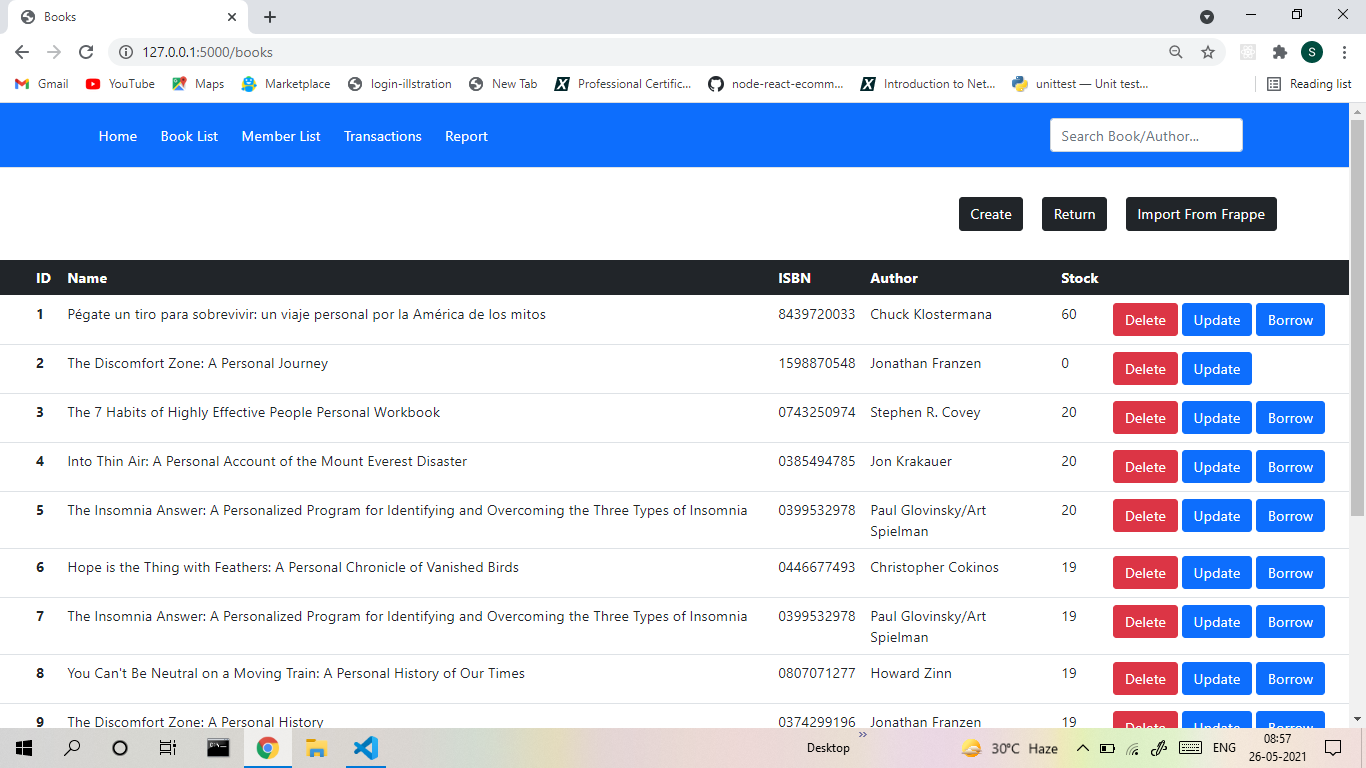 Books
127.0.0.1:5000/books
Gmail YouTube Maps Marketplace login-illstration New Tab Professional Certific... node-react-ecomm... Introduction to Net... unittest — Unit test... Reading list
Home Book List Member List Transactions Report Search Book/Author...
Create Return Import From Frappe
ID Name ISBN Author Stock
1 Pégate un tiro para sobrevivir: un viaje personal por la América de los mitos 8439720033 Chuck Klostermana 60 Delete Update Borrow
2 The Discomfort Zone: A Personal Journey 1598870548 Jonathan Franzen 0 Delete Update
3 The 7 Habits of Highly Effective People Personal Workbook 0743250974 Stephen R. Covey 20 Delete Update Borrow
4 Into Thin Air: A Personal Account of the Mount Everest Disaster 0385494785 Jon Krakauer 20 Delete Update Borrow
5 The Insomnia Answer: A Personalized Program for Identifying and Overcoming the Three Types of Insomnia 0399532978 Paul Glovinsky/Art 20 Delete Update Borrow
Spielman
6 Hope is the Thing with Feathers: A Personal Chronicle of Vanished Birds 0446677493 Christopher Cokinos 19 Delete Update Borrow
7 The Insomnia Answer: A Personalized Program for Identifying and Overcoming the Three Types of Insomnia 0399532978 Paul Glovinsky/Art 19 Delete Update Borrow
Spielman
8 You Can't Be Neutral on a Moving Train: A Personal History of Our Times 0807071277 Howard Zinn 19 Delete Update Borrow
9 The Discomfort Zone: A Personal History 0374299196 Jonathan Franzen 19 Delete Update Borrow
Desktop 30°C Haze ENG 08:57
26-05-2021